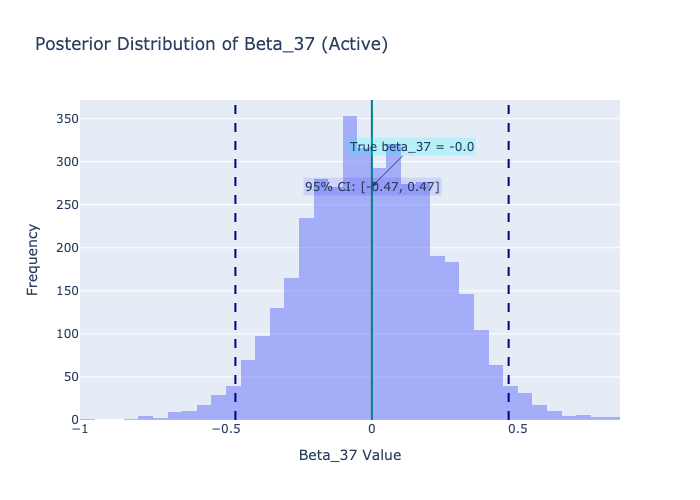 Posterior Distribution of Beta_37 (Active)
350
300
250
200
150
100
50
0
Frequency
True beta_37 = -0.0
95% CI: [-0.47, 0.47]
−1
−0.5
0
0.5
Beta_37 Value